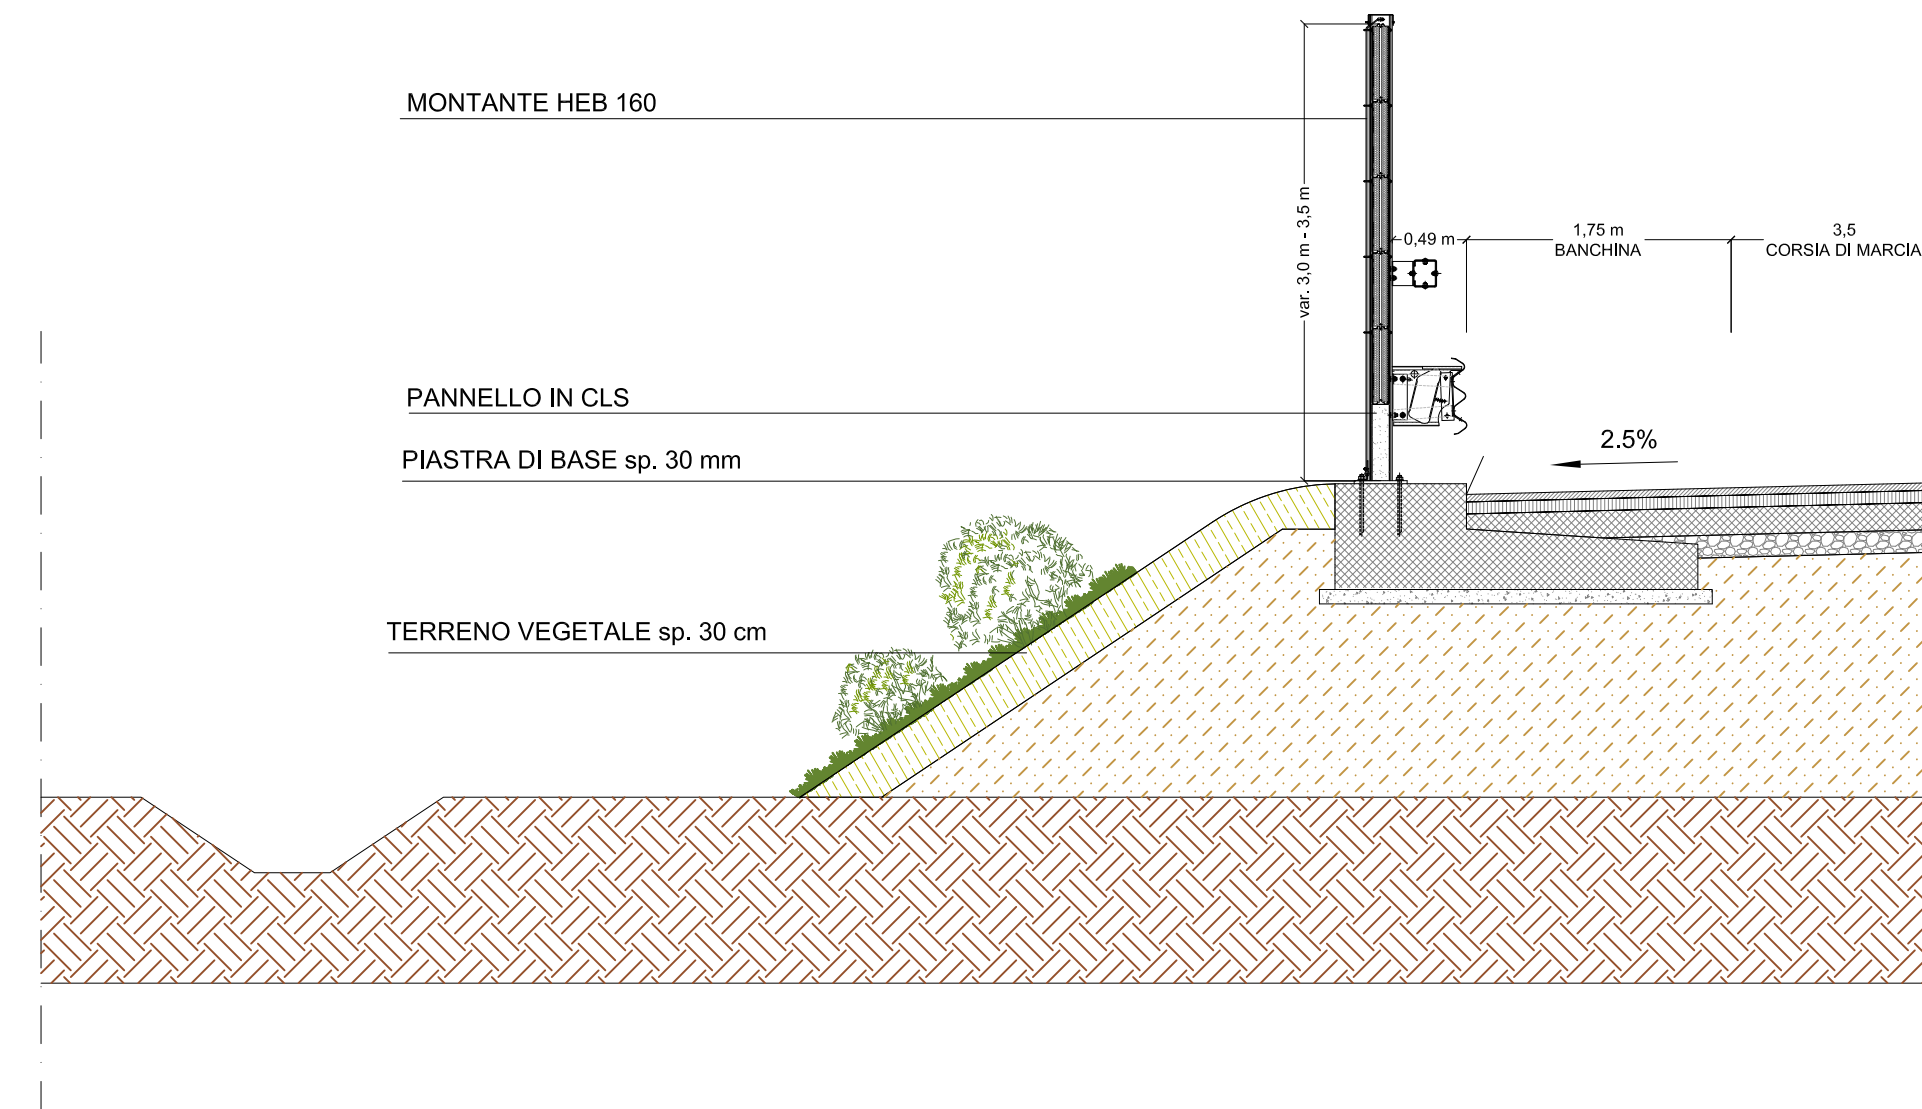 MONTANTE HEB 160
var. 3,0 m - 3,5 m
0,49 m
1,75 m
BANCHINA
3,5
CORSIA DI MARCIA
PANNELLO IN CLS
2.5%
PIASTRA DI BASE sp. 30 mm
TERRENO VEGETALE sp. 30 cm